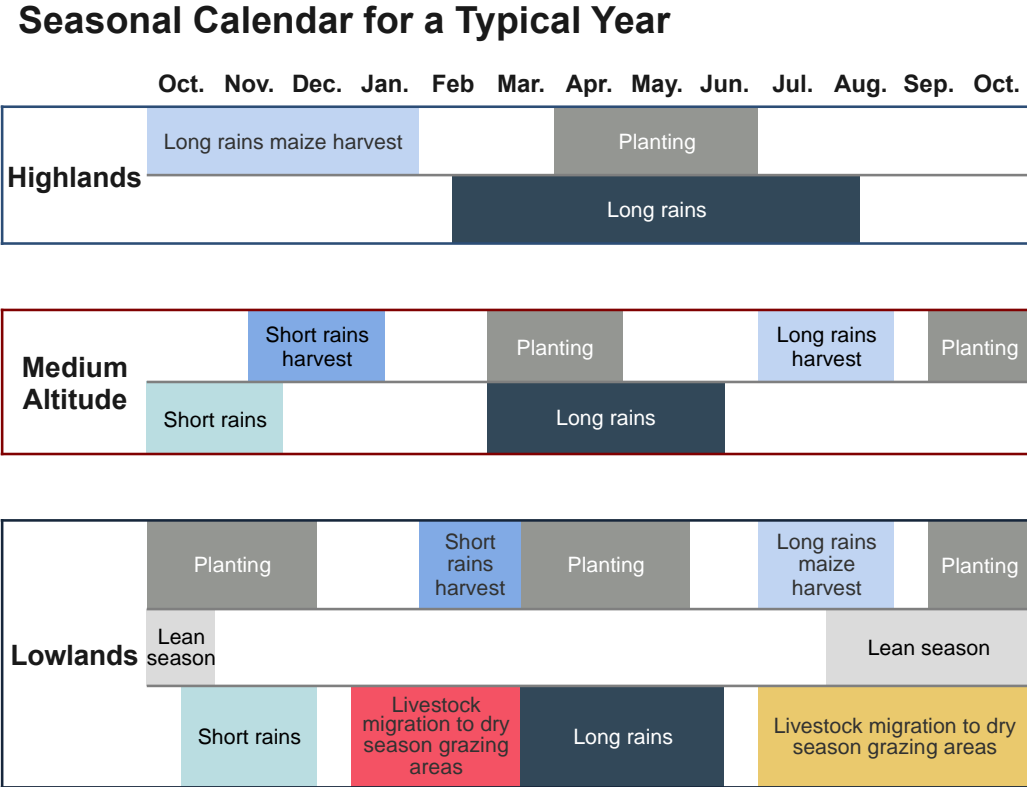 Seasonal Calendar for a Typical Year
Oct. Nov. Dec. Jan. Feb Mar. Apr. May. Jun. Jul. Aug. Sep. Oct.
Highlands
Long rains maize harvest
Planting
Long rains
Medium
Altitude
Short rains
harvest
Planting
Long rains
harvest
Planting
Short rains
Long rains
Lowlands
Planting
Short
rains
harvest
Planting
Long rains
maize
harvest
Planting
Lean
season
Lean season
Short rains
Livestock
migration to dry
season grazing
areas
Long rains
Livestock migration to dry
season grazing areas